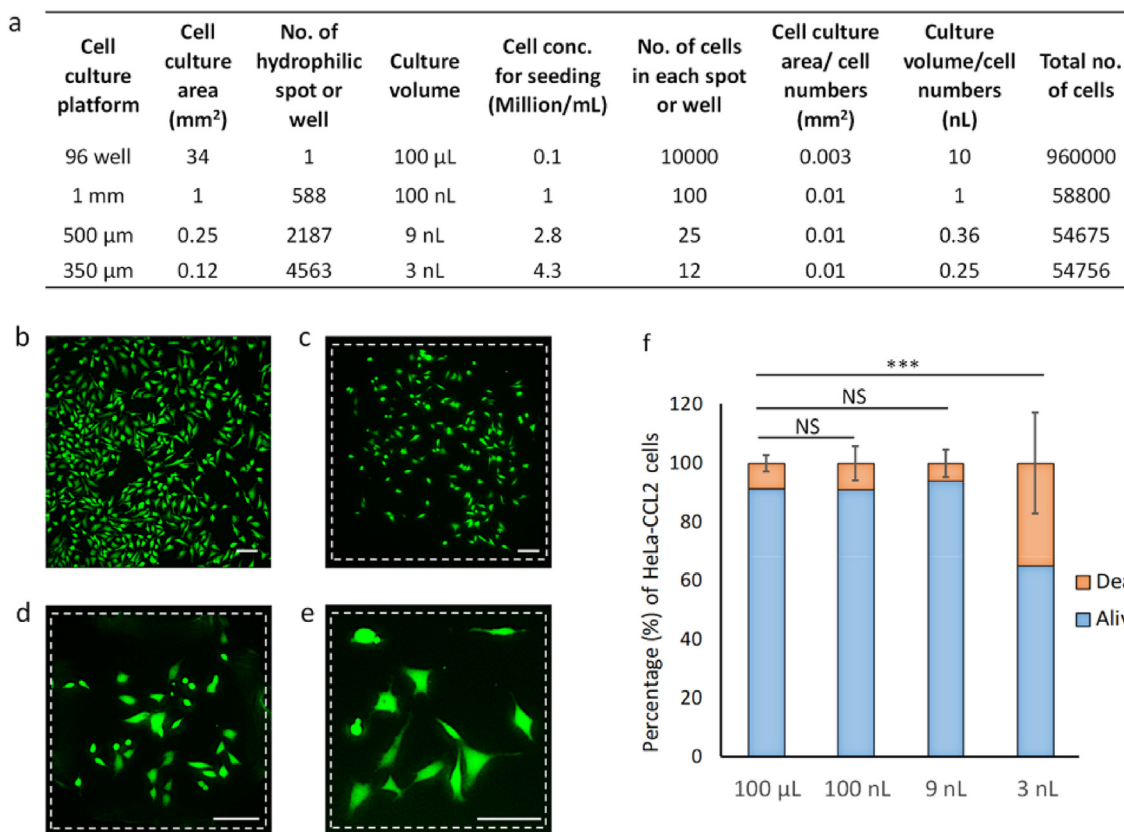 a
Cell culture platform
Cell culture area (mm²)
No. of hydrophilic spot or well
Culture volume
Cell conc. for seeding (Million/mL)
No. of cells in each spot or well
Cell culture area/ cell numbers (mm²)
Culture volume/cell numbers (nL)
Total no. of cells
96 well 34 1 100 µL 0.1 10000 0.003 10 960000
1 mm 1 588 100 nL 1 100 0.01 1 58800
500 µm 0.25 2187 9 nL 2.8 25 0.01 0.36 54675
350 µm 0.12 4563 3 nL 4.3 12 0.01 0.25 54756
b
c
d
e
f
***
NS
NS
Percentage (%) of HeLa-CCL2 cells
120
100
80
60
40
20
0
100 µL 100 nL 9 nL 3 nL
Dea
Aliv